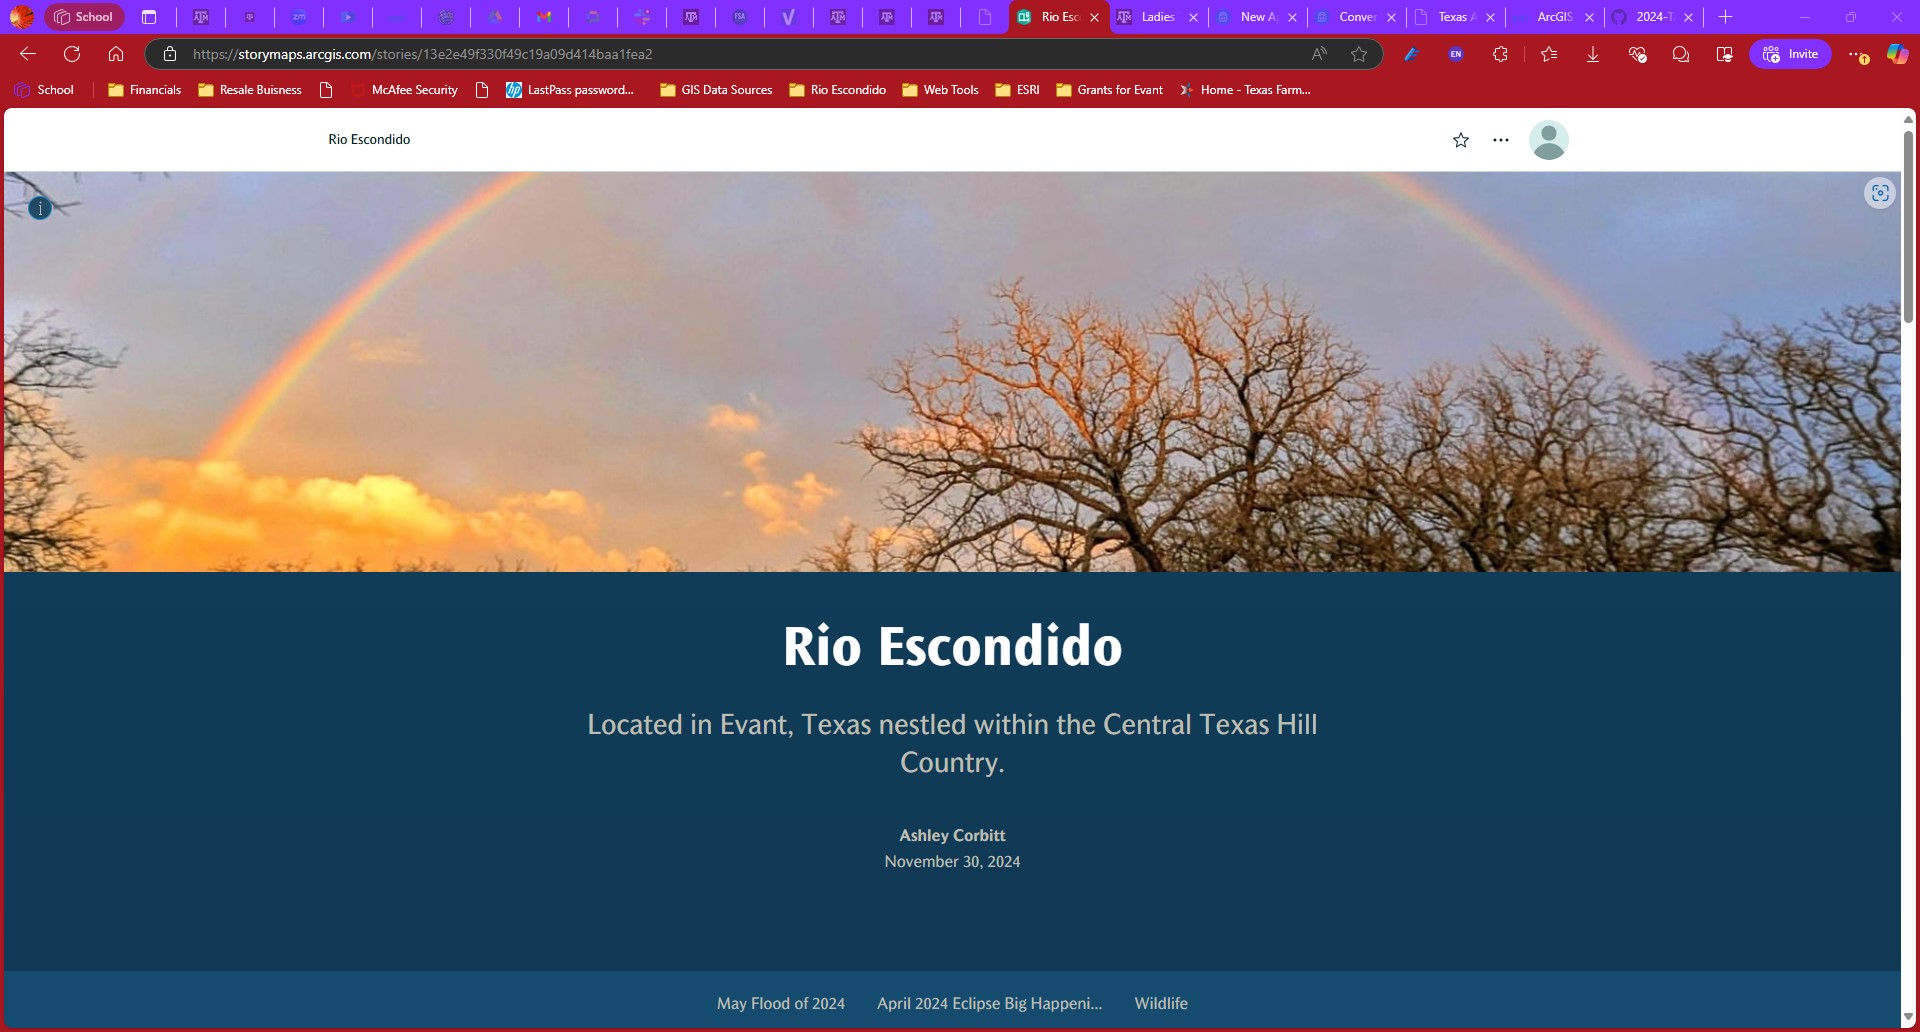 School
zm
FSA
Rio Esc
Ladies
New A
Conver
Texas A
ArcGIS
2024-T
https://storymaps.arcgis.com/stories/13e2e49f330f49c19a09d414baa1fea2
EN
Invite
School
Financials
Resale Buisness
McAfee Security
LastPass password...
GIS Data Sources
Rio Escondido
Web Tools
ESRI
Grants for Evant
Home - Texas Farm...
Rio Escondido
Rio Escondido
Located in Evant, Texas nestled within the Central Texas Hill
Country.
Ashley Corbitt
November 30, 2024
May Flood of 2024
April 2024 Eclipse Big Happeni...
Wildlife